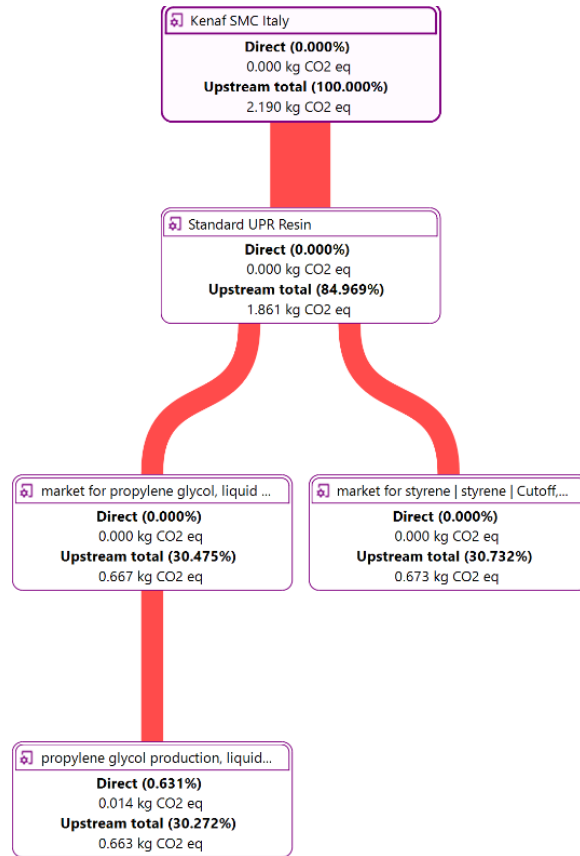 Kenaf SMC Italy
Direct (0.000%)
0.000 kg CO2 eq
Upstream total (100.000%)
2.190 kg CO2 eq
Standard UPR Resin
Direct (0.000%)
0.000 kg CO2 eq
Upstream total (84.969%)
1.861 kg CO2 eq
market for propylene glycol, liquid ...
Direct (0.000%)
0.000 kg CO2 eq
Upstream total (30.475%)
0.667 kg CO2 eq
market for styrene | styrene | Cutoff,...
Direct (0.000%)
0.000 kg CO2 eq
Upstream total (30.732%)
0.673 kg CO2 eq
propylene glycol production, liquid...
Direct (0.631%)
0.014 kg CO2 eq
Upstream total (30.272%)
0.663 kg CO2 eq